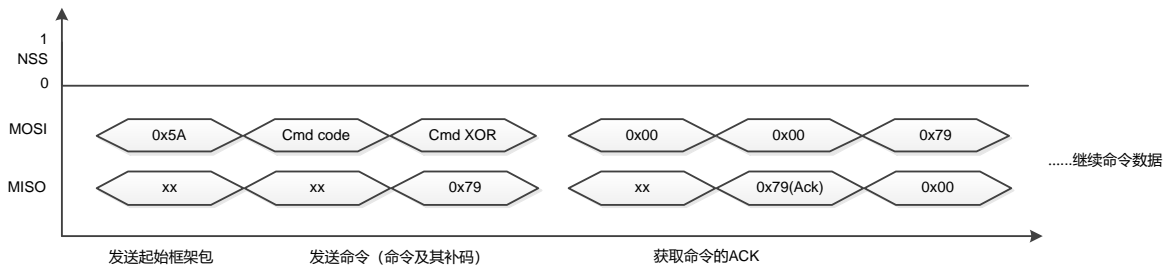 1
NSS
0
MOSI 0x5A Cmd code Cmd XOR 0x00 0x00 0x79
......继续命令数据
MISO xx xx 0x79 xx 0x79(Ack) 0x00
发送起始框架包 发送命令（命令及其补码） 获取命令的ACK